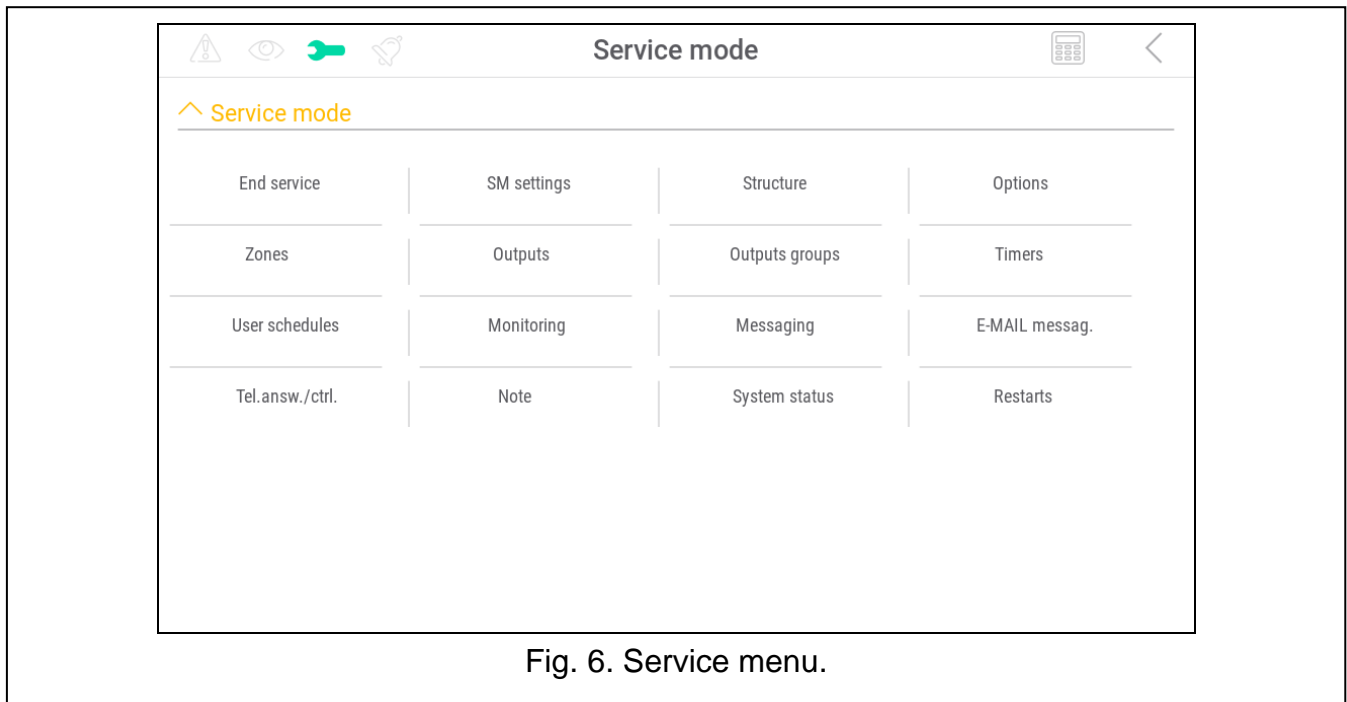 Service mode
Service mode
End service SM settings Structure Options
Zones Outputs Outputs groups Timers
User schedules Monitoring Messaging E-MAIL messag.
Tel.answ./ctrl. Note System status Restarts
Fig. 6. Service menu.